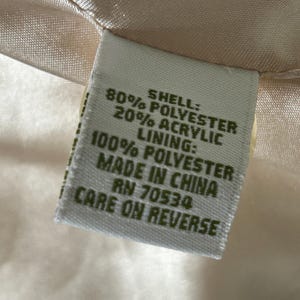 SHELL:
80% POLYESTER
20% ACRYLIC
LINING:
100% POLYESTER
MADE IN CHINA
RN 70534
CARE ON REVERSE